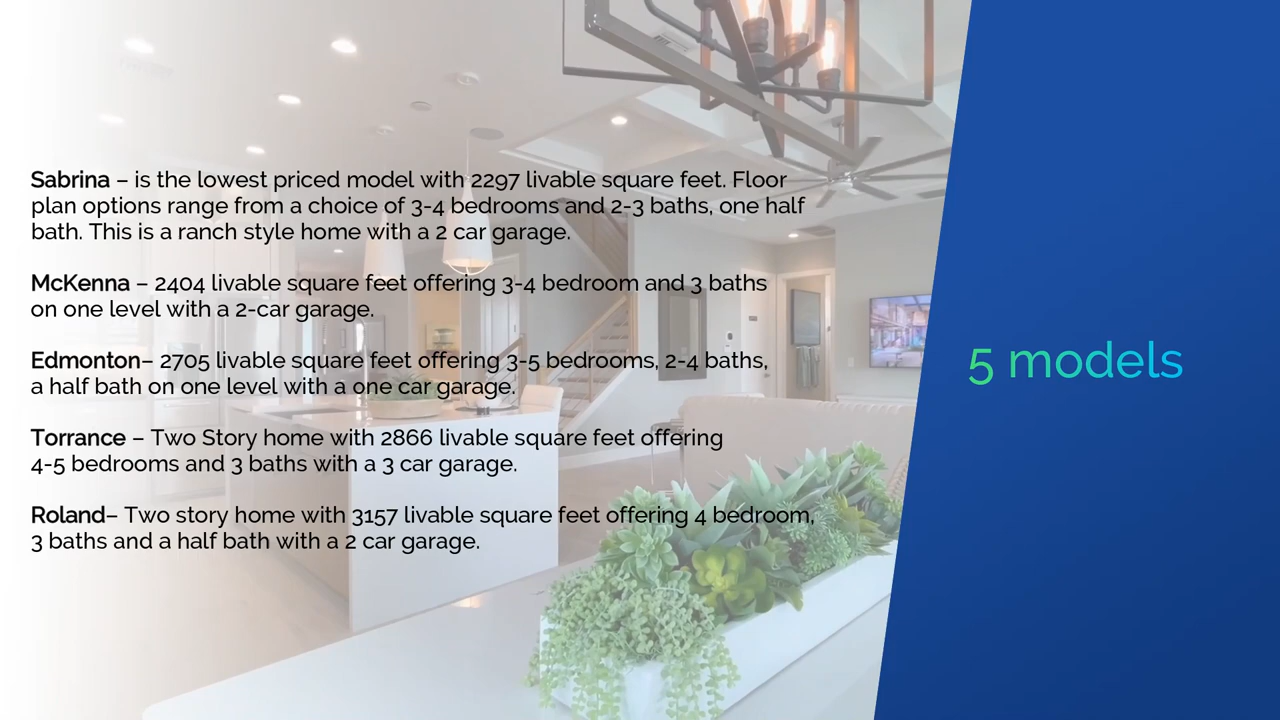 Sabrina – is the lowest priced model with 2297 livable square feet. Floor
plan options range from a choice of 3-4 bedrooms and 2-3 baths, one half
bath. This is a ranch style home with a 2 car garage.
McKenna – 2404 livable square feet offering 3-4 bedroom and 3 baths
on one level with a 2-car garage.
Edmonton– 2705 livable square feet offering 3-5 bedrooms, 2-4 baths,
a half bath on one level with a one car garage.
Torrance – Two Story home with 2866 livable square feet offering
4-5 bedrooms and 3 baths with a 3 car garage.
Roland– Two story home with 3157 livable square feet offering 4 bedroom,
3 baths and a half bath with a 2 car garage.
5 models